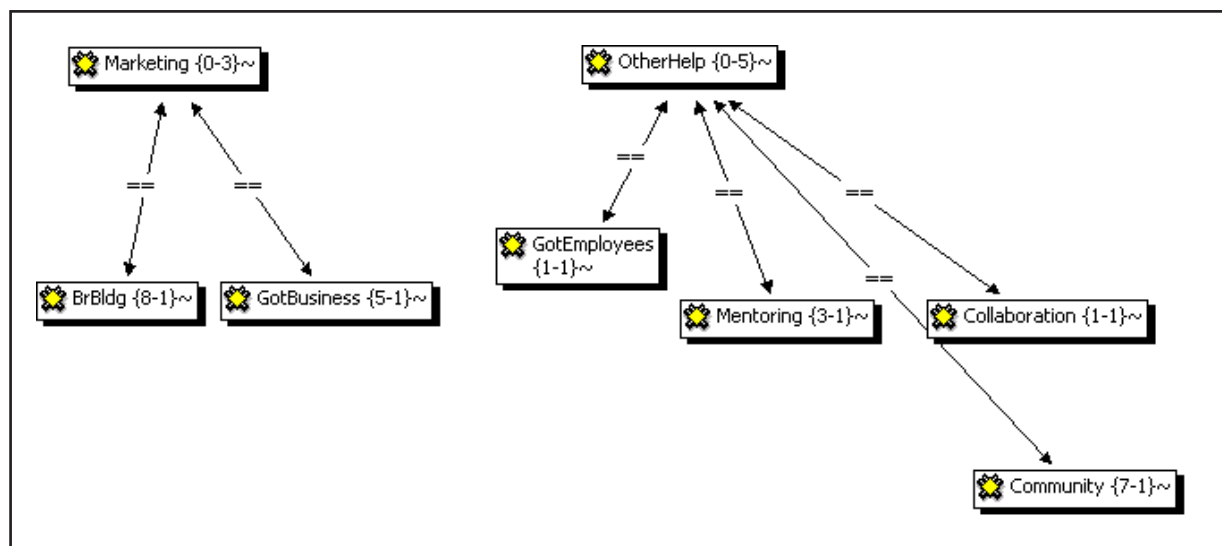 Marketing {0-3}~
OtherHelp {0-5}~
==
==
==
==
==
==
GotEmployees
{1-1}~
BrBldg {8-1}~
GotBusiness {5-1}~
Mentoring {3-1}~
Collaboration {1-1}~
Community {7-1}~